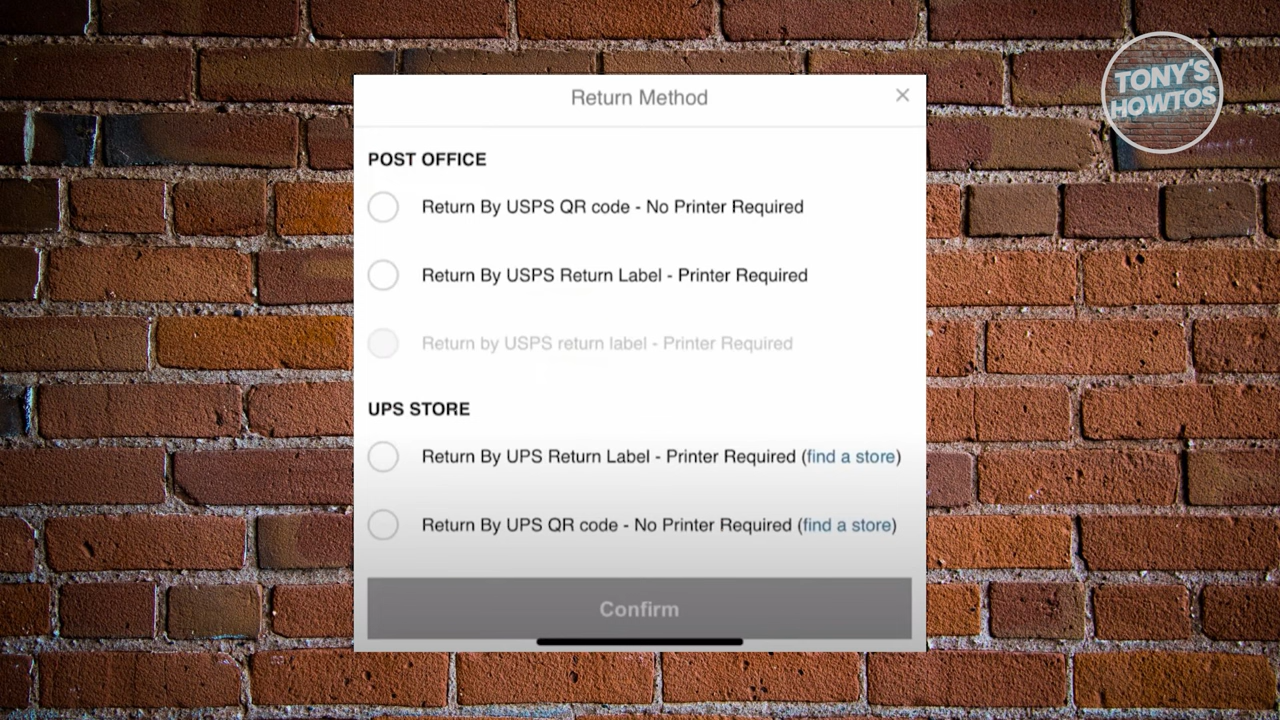 TONY'S
HOWTOS
Return Method
POST OFFICE
Return By USPS QR code - No Printer Required
Return By USPS Return Label - Printer Required
Return by USPS return label - Printer Required
UPS STORE
Return By UPS Return Label - Printer Required (find a store)
Return By UPS QR code - No Printer Required (find a store)
Confirm